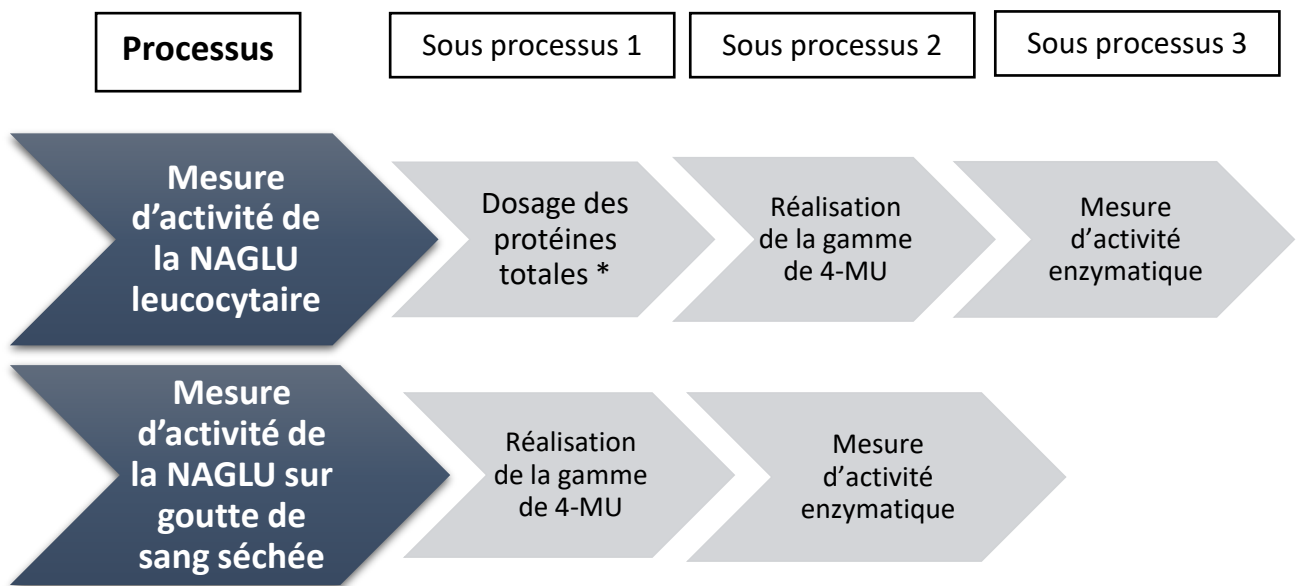 Processus
Sous processus 1
Sous processus 2
Sous processus 3
Mesure
d’activité de
la NAGLU
leucocytaire
Dosage des
protéines
totales *
Réalisation
de la gamme
de 4-MU
Mesure
d’activité
enzymatique
Mesure
d’activité de
la NAGLU sur
goutte de
sang séchée
Réalisation
de la gamme
de 4-MU
Mesure
d’activité
enzymatique